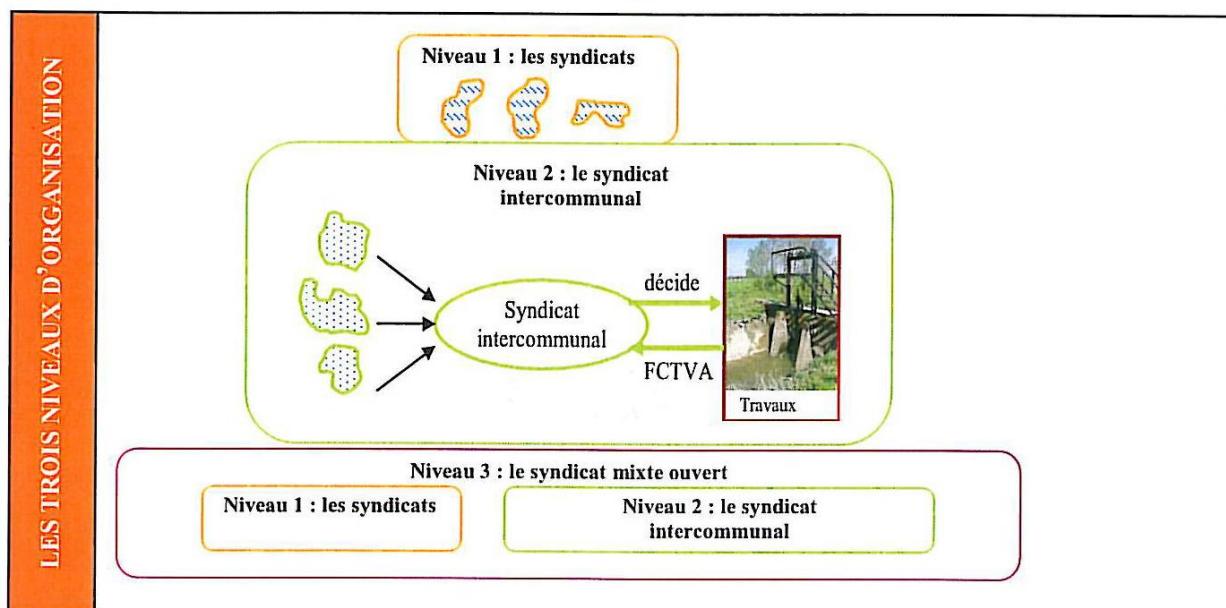 LES TROIS NIVEAUX D'ORGANISATION
Niveau 1 : les syndicats
Niveau 2 : le syndicat
intercommunal
Syndicat
intercommunal
décide
FCTVA
Travaux
Niveau 3 : le syndicat mixte ouvert
Niveau 1 : les syndicats
Niveau 2 : le syndicat
intercommunal